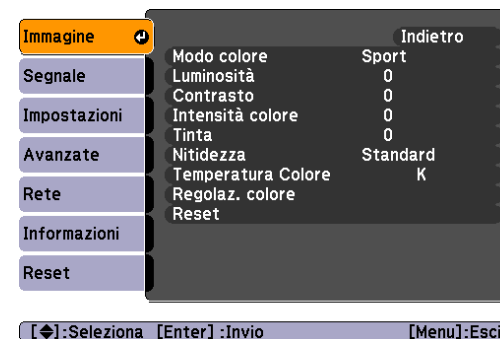 Immagine
Segnale
Impostazioni
Avanzate
Rete
Informazioni
Reset
Indietro
Modo colore Sport
Luminosità 0
Contrasto 0
Intensità colore 0
Tinta 0
Nitidezza Standard
Temperatura Colore K
Regolaz. colore
Reset
[◆]:Seleziona [Enter] :Invio [Menu]:Esci